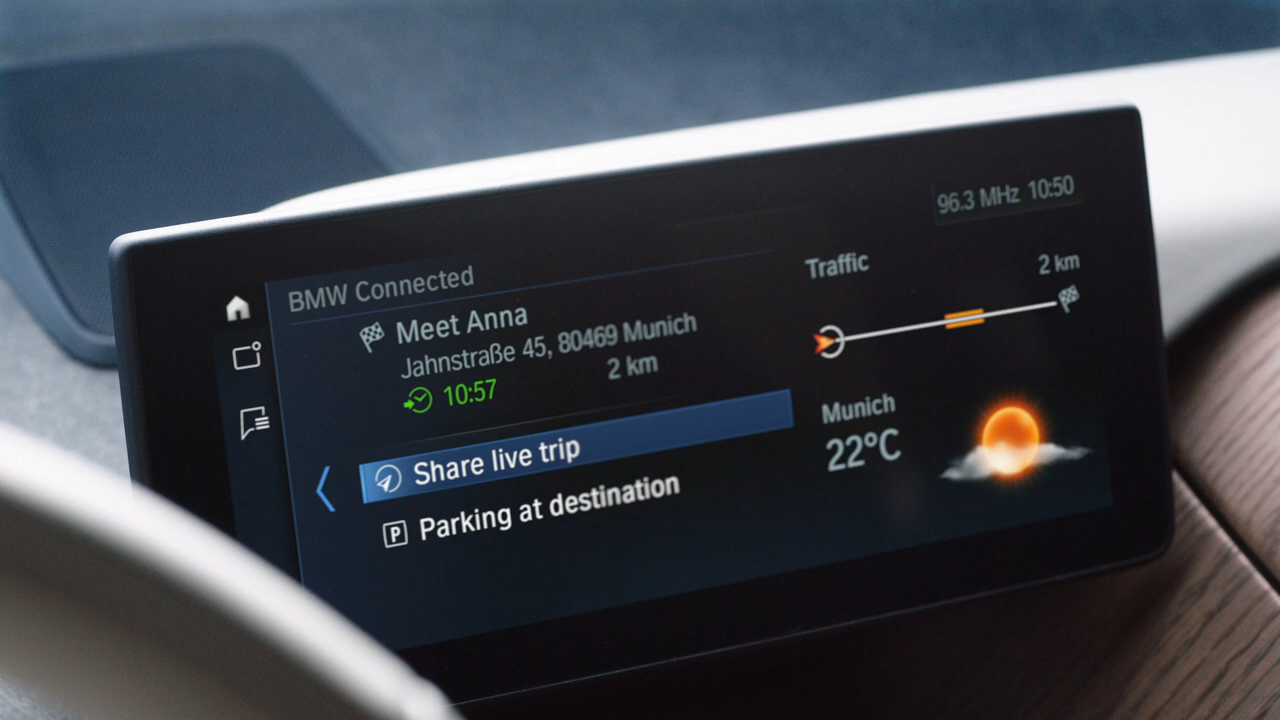 96.3 MHz 10:50
BMW Connected
Meet Anna
Jahnstraße 45, 80469 Munich
10:57 2 km
Share live trip
P Parking at destination
Traffic
2 km
Munich
22°C